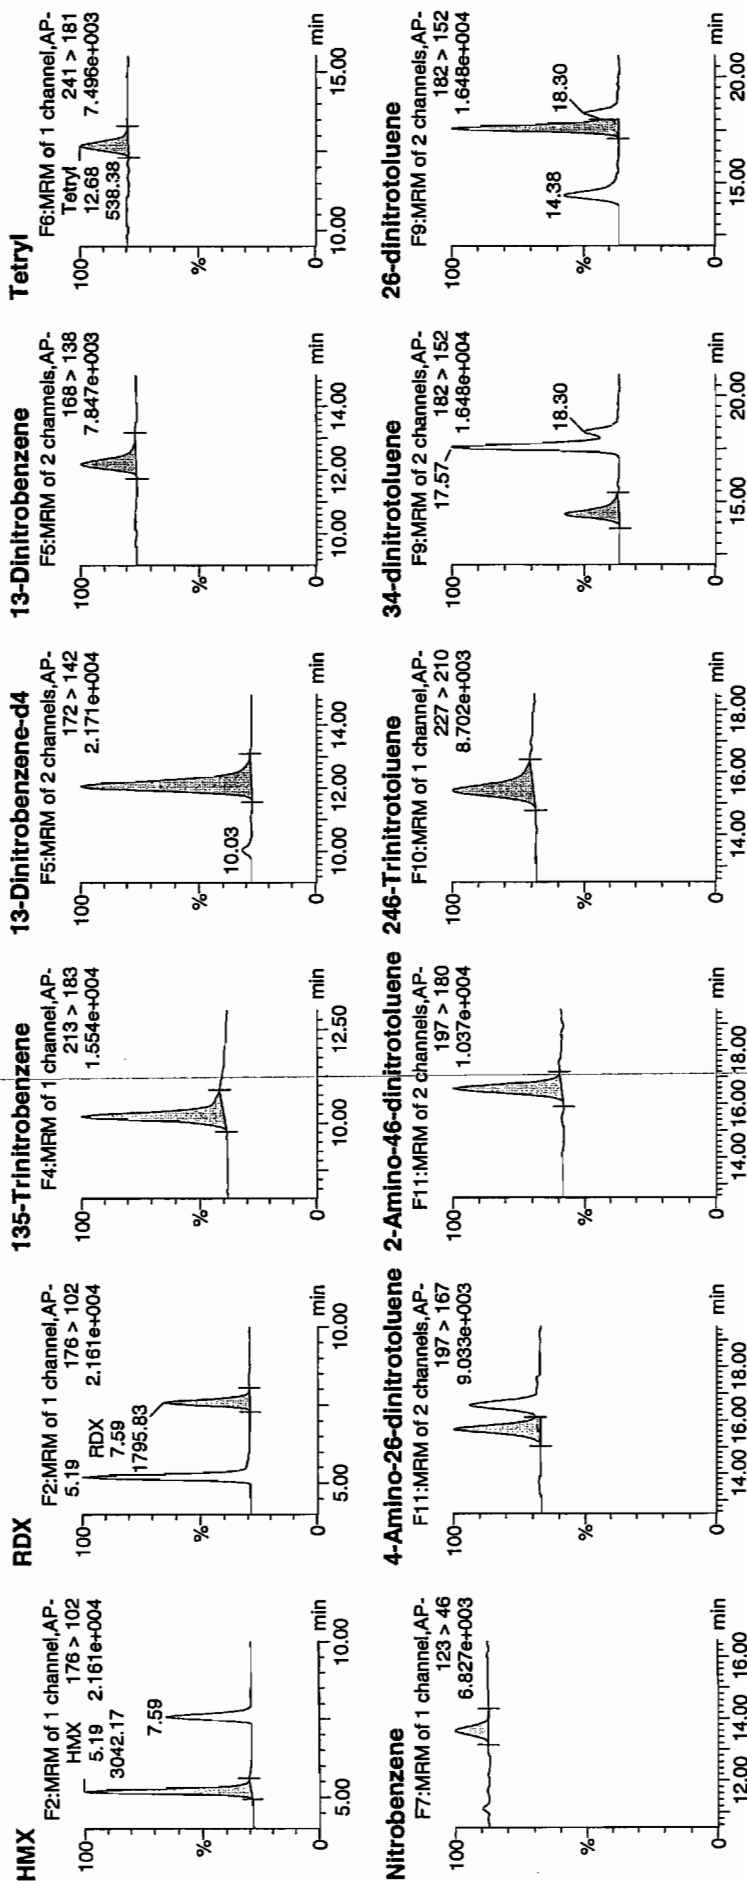 HMX
F2:MRM of 1 channel,AP-
HMX 176 > 102
5.19 2.161e+004
3042.17
7.59
100
%
0
5.00 10.00 min
RDX
F2:MRM of 1 channel,AP-
5.19 176 > 102
2.161e+004
RDX
7.59
1795.83
100
%
0
5.00 10.00 min
135-Trinitrobenzene
F4:MRM of 1 channel,AP-
213 > 183
1.554e+004
100
%
0
10.00 12.50 min
13-Dinitrobenzene-d4
F5:MRM of 2 channels,AP-
172 > 142
2.171e+004
10.03
100
%
0
10.00 12.00 14.00 min
13-Dinitrobenzene
F5:MRM of 2 channels,AP-
168 > 138
7.847e+003
100
%
0
10.00 12.00 14.00 min
Tetryl
F6:MRM of 1 channel,AP-
Tetryl 241 > 181
12.68 7.496e+003
538.38
100
%
0
10.00 15.00 min
Nitrobenzene
F7:MRM of 1 channel,AP-
123 > 46
6.827e+003
100
%
0
12.00 14.00 16.00 min
4-Amino-26-dinitrotoluene
F11:MRM of 2 channels,AP-
197 > 167
9.033e+003
100
%
0
14.00 16.00 18.00 min
2-Amino-46-dinitrotoluene
F11:MRM of 2 channels,AP-
197 > 180
1.037e+004
100
%
0
14.00 16.00 18.00 min
246-Trinitrotoluene
F10:MRM of 1 channel,AP-
227 > 210
8.702e+003
100
%
0
14.00 16.00 18.00 min
34-dinitrotoluene
F9:MRM of 2 channels,AP-
17.57 182 > 152
1.648e+004
18.30
100
%
0
15.00 20.00 min
26-dinitrotoluene
F9:MRM of 2 channels,AP-
182 > 152
1.648e+004
14.38
18.30
100
%
0
15.00 20.00 min